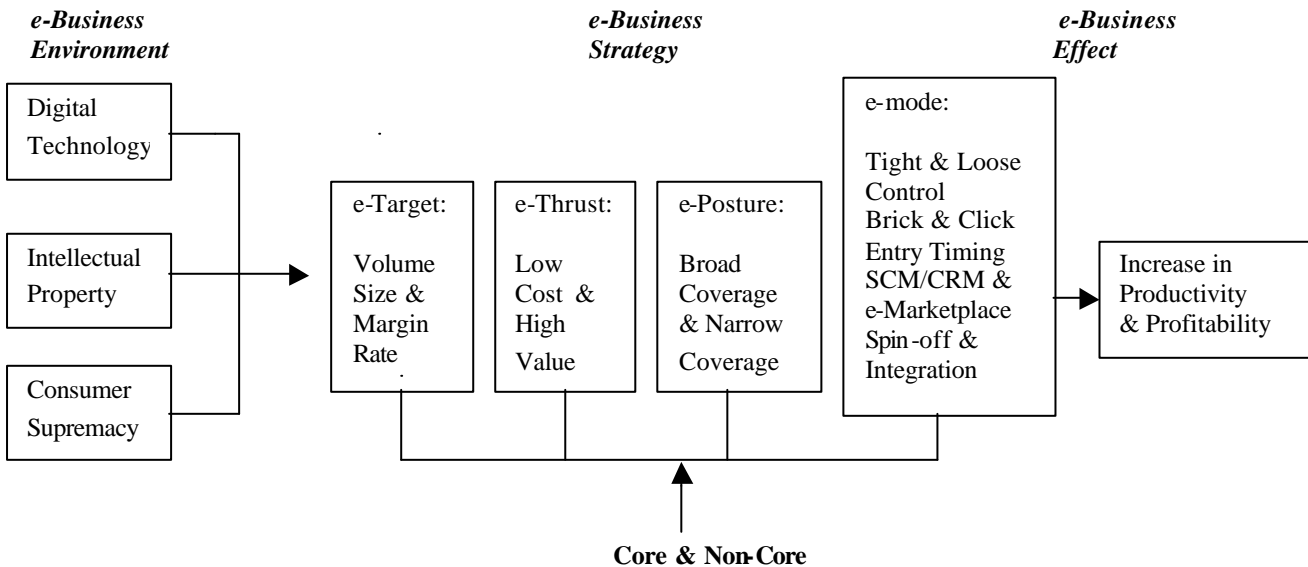 e-Business
Environment
e-Business
Strategy
e-Business
Effect
Digital
Technology
Intellectual
Property
Consumer
Supremacy
e-Target:
Volume
Size &
Margin
Rate
e-Thrust:
Low
Cost &
High
Value
e-Posture:
Broad
Coverage
& Narrow
Coverage
e-mode:
Tight & Loose
Control
Brick & Click
Entry Timing
SCM/CRM &
e-Marketplace
Spin-off &
Integration
Increase in
Productivity
& Profitability
Core & Non-Core